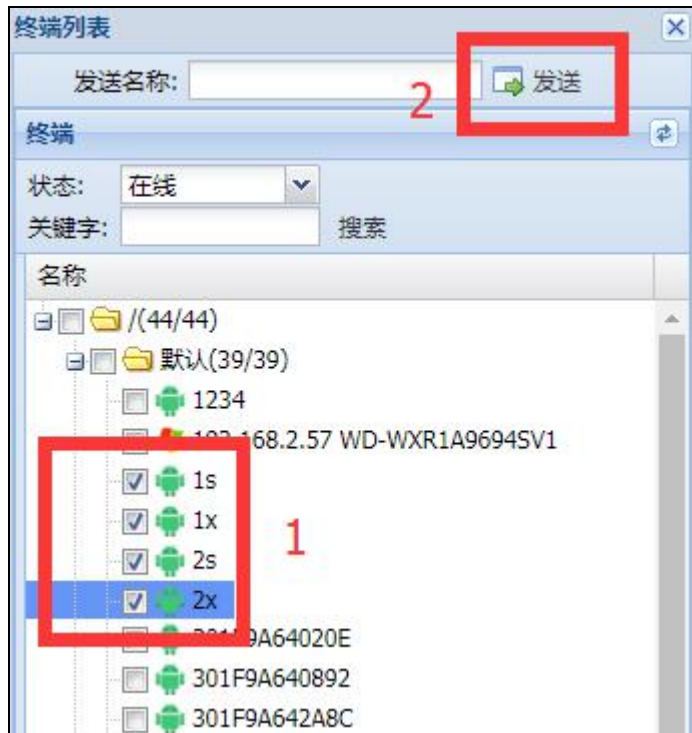 终端列表
发送名称: 发送
2
终端
状态: 在线
关键字: 搜索
名称
/(44/44)
默认(39/39)
1234
168.2.57 WD-WXR1A9694SV1
1s
1x
1
2s
2x
9A64020E
301F9A640892
301F9A642A8C